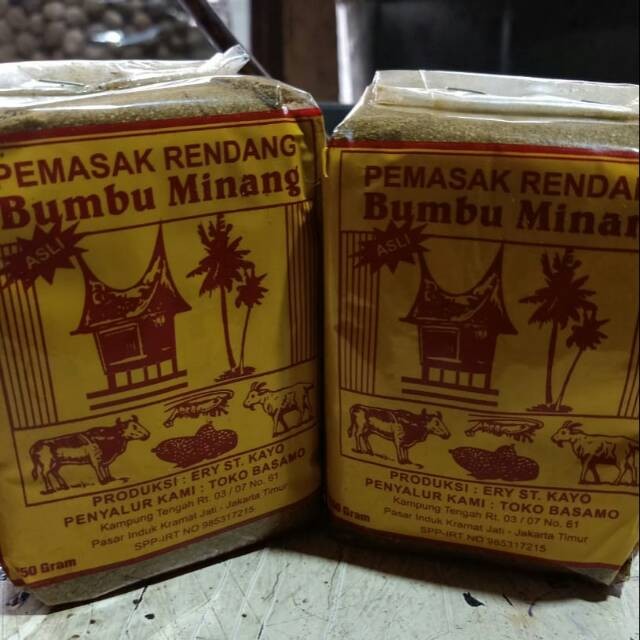 PEMASAK RENDANG
Bumbu Minang
ASLI
PRODUKSI : ERY ST. KAYO
PENYALUR KAMI : TOKO BASAMO
Kampung Tengah Rt. 03 / 07 No. 61
Pasar Induk Kramat Jati - Jakarta Timur
SPP-IRT NO 985317215
50 Gram
PEMASAK RENDAN
Bumbu Minan
ASLI
PRODUKSI : ERY ST. KAYO
PENYALUR KAMI : TOKO BASAMO
Kampung Tengah Rt. 03 / 07 No. 61
Pasar Induk Kramat Jati - Jakarta Timur
SPP-IRT NO 985317215
Gram